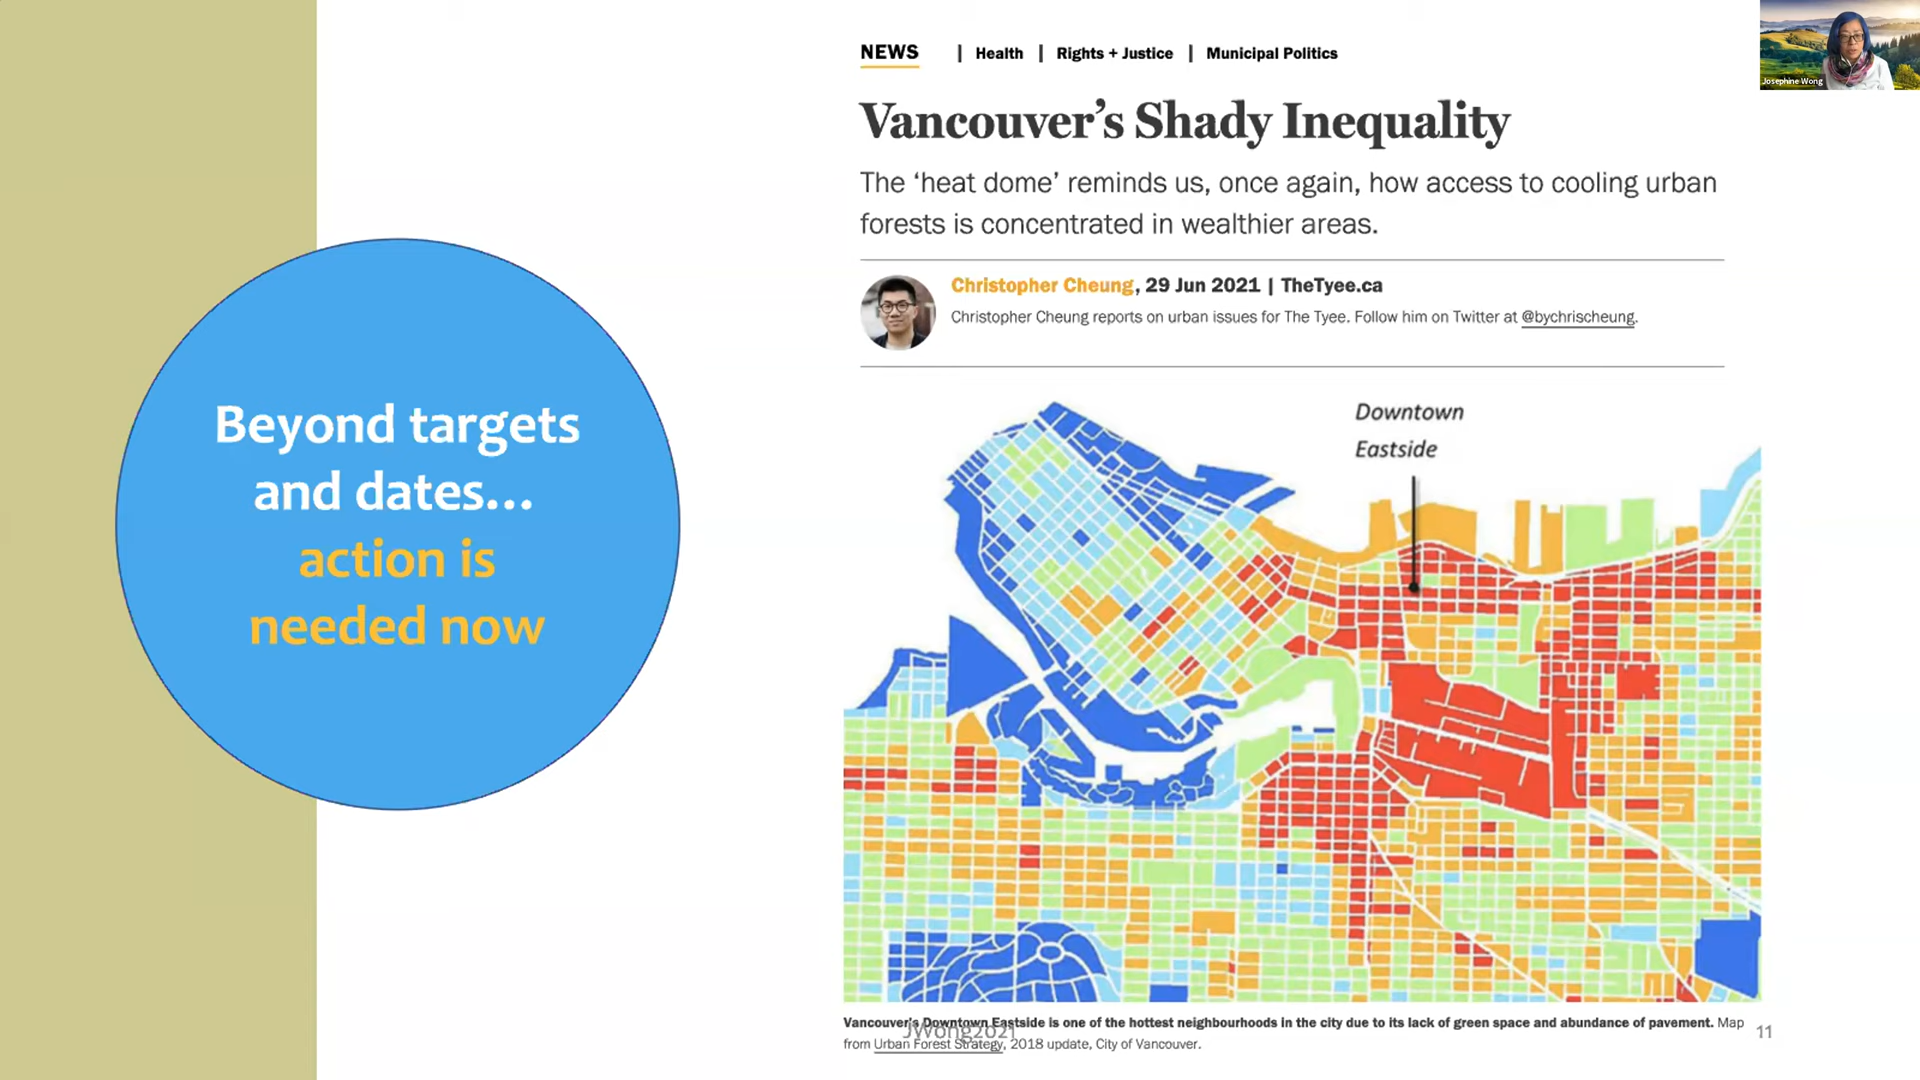 NEWS | Health | Rights + Justice | Municipal Politics
Josephine Wong
Vancouver’s Shady Inequality
The ‘heat dome’ reminds us, once again, how access to cooling urban
forests is concentrated in wealthier areas.
Christopher Cheung, 29 Jun 2021 | TheTyee.ca
Christopher Cheung reports on urban issues for The Tyee. Follow him on Twitter at @bychrischeung.
Beyond targets
and dates...
action is
needed now
Downtown
Eastside
Vancouver's Downtown Eastside is one of the hottest neighbourhoods in the city due to its lack of green space and abundance of pavement. Map
from Urban Forest Strategy, 2018 update, City of Vancouver.
JWong2021
11